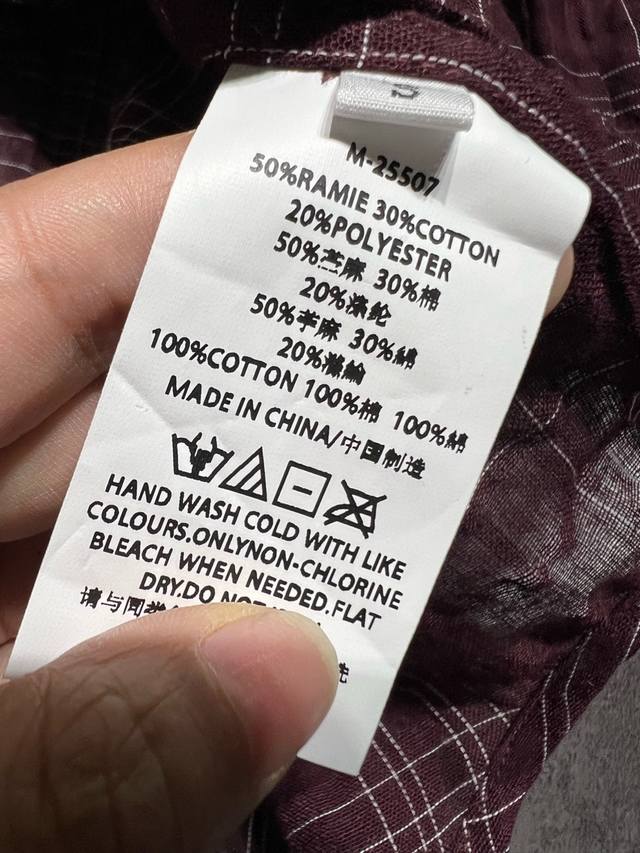 M-25507
50%RAMIE 30%COTTON
20%POLYESTER
50%苎麻 30%棉
20%涤纶
50%苧麻 30%綿
20%滌綸
100%COTTON 100%棉 100%綿
MADE IN CHINA/中国制造
HAND WASH COLD WITH LIKE
COLOURS.ONLYNON-CHLORINE
BLEACH WHEN NEEDED.FLAT
DRY.DO NOT
请与同类